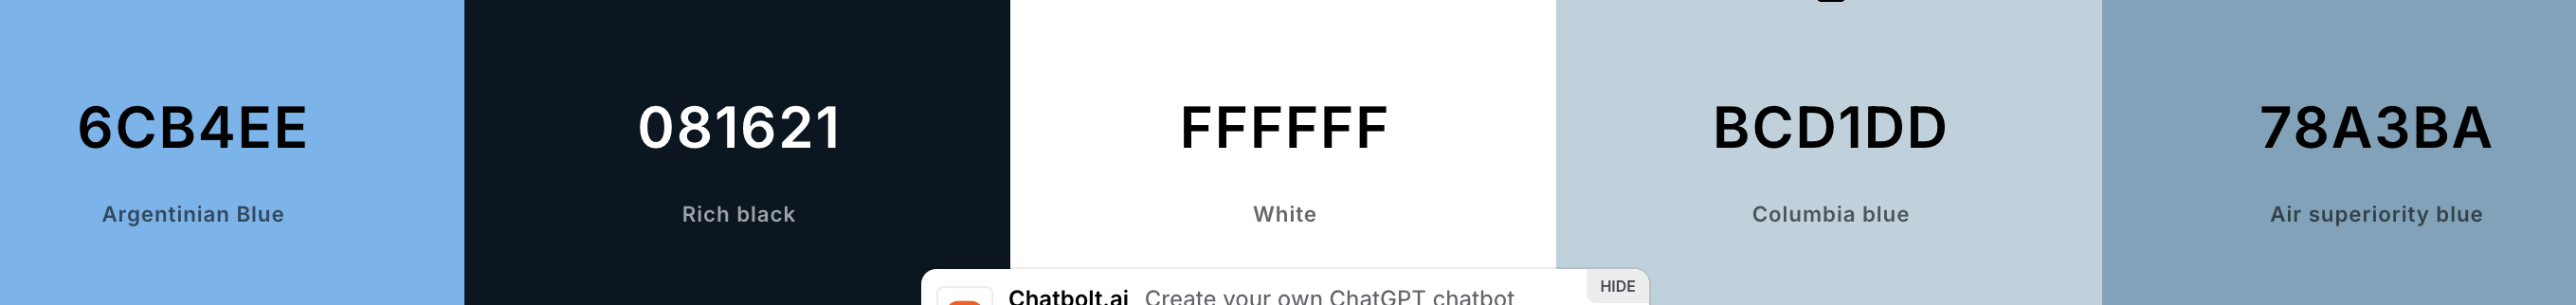 6CB4EE
Argentinian Blue
081621
Rich black
FFFFFF
White
BCD1DD
Columbia blue
78A3BA
Air superiority blue
HIDE
Chatbolt.ai Create your own ChatGPT chatbot